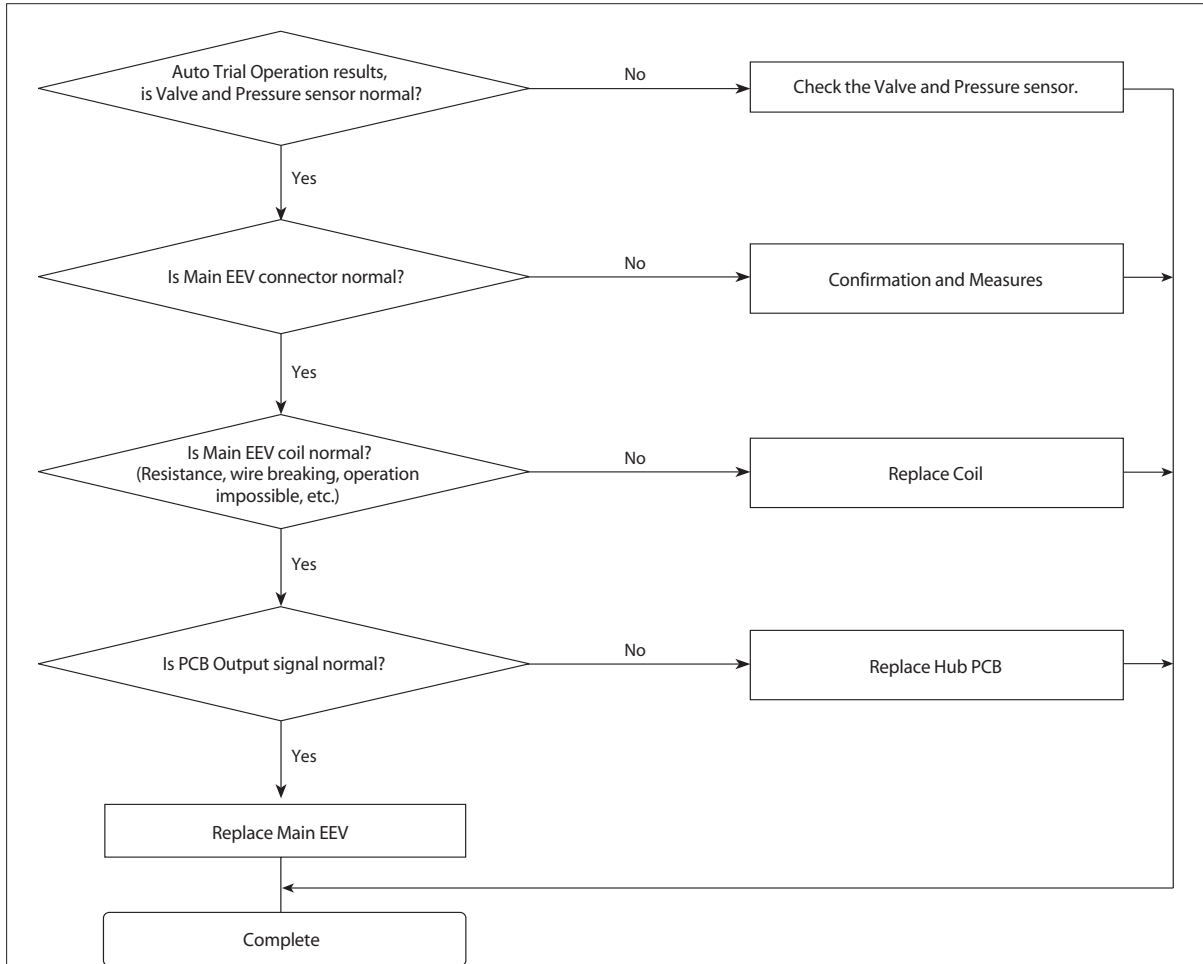 Auto Trial Operation results,
is Valve and Pressure sensor normal?
No
Check the Valve and Pressure sensor.
Yes
Is Main EEV connector normal?
No
Confirmation and Measures
Yes
Is Main EEV coil normal?
(Resistance, wire breaking, operation
impossible, etc.)
No
Replace Coil
Yes
Is PCB Output signal normal?
No
Replace Hub PCB
Yes
Replace Main EEV
Complete